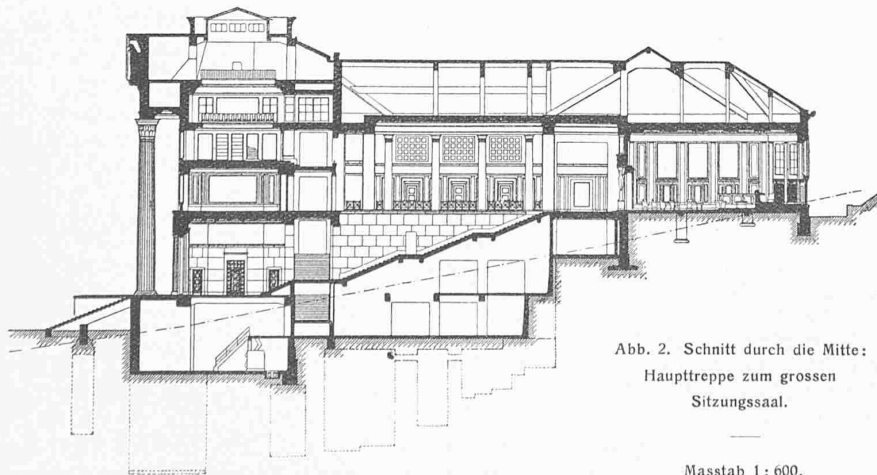 Abb. 2. Schnitt durch die Mitte:
Haupttreppe zum grossen
Sitzungssaal.
Masstab 1 : 600.